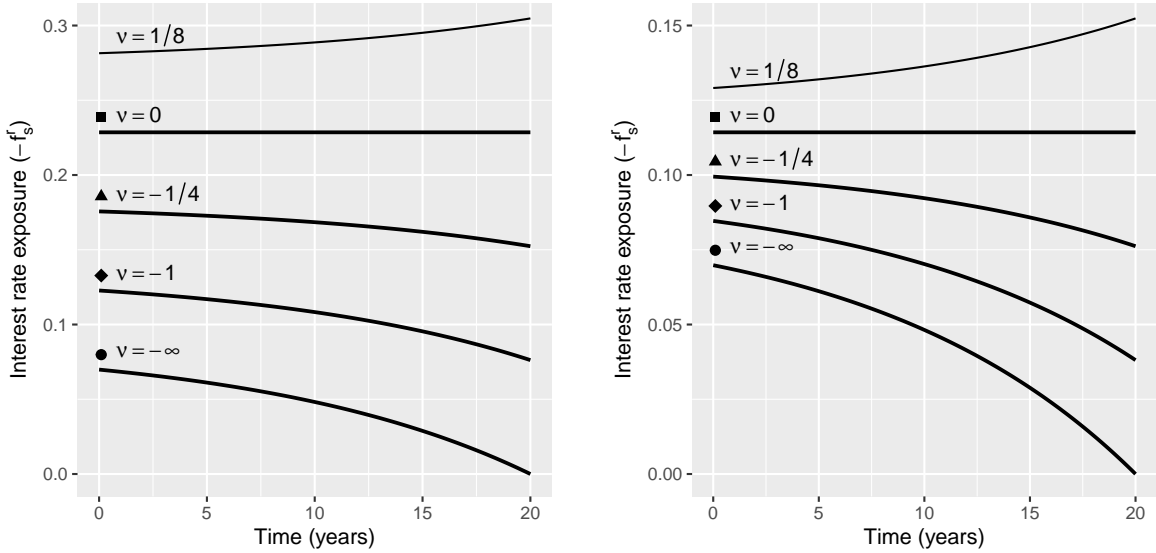 0.3
0.2
0.1
0.0
Interest rate exposure (−f_s^r)
ν = 1/8
ν = 0
ν = −1/4
ν = −1
ν = −∞
0 5 10 15 20
Time (years)
0.15
0.10
0.05
0.00
Interest rate exposure (−f_s^r)
ν = 1/8
ν = 0
ν = −1/4
ν = −1
ν = −∞
0 5 10 15 20
Time (years)